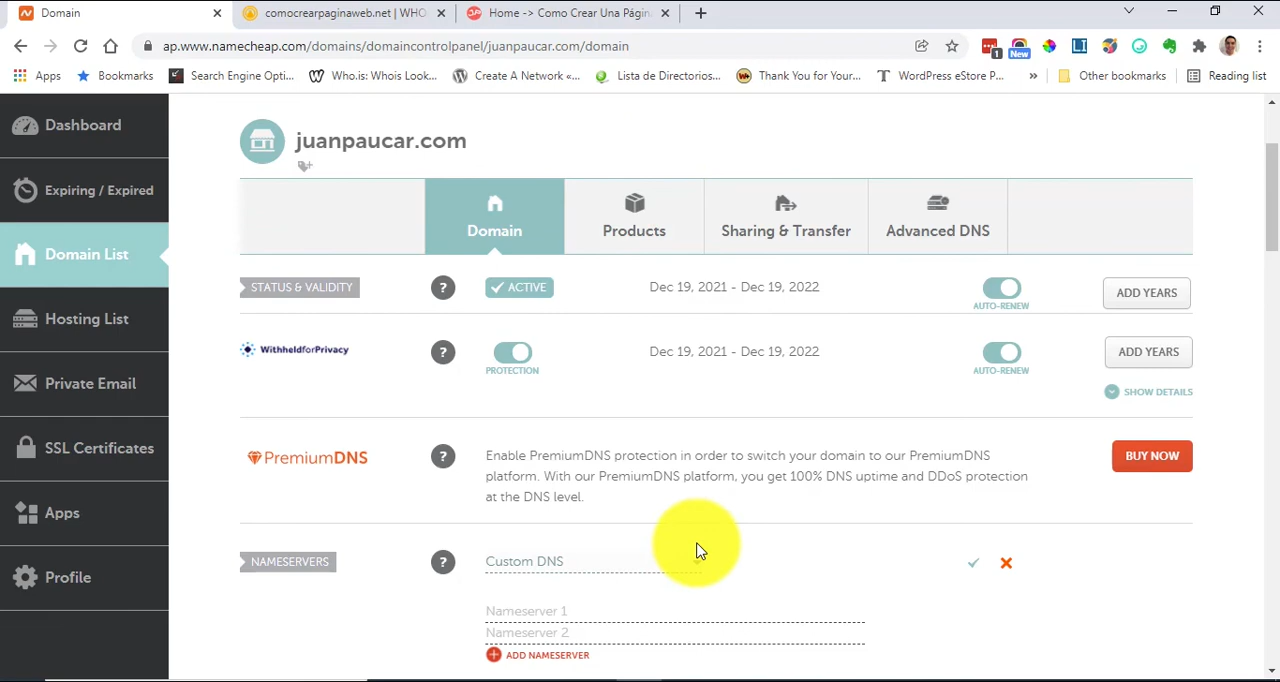 Domain
comocrearpaginaweb.net | WHO
Home -> Como Crear Una Págin
ap.www.namecheap.com/domains/domaincontrolpanel/juanpaucar.com/domain
1
New
Apps
Bookmarks
Search Engine Opti...
Who.is: Whois Look...
Create A Network «...
Lista de Directorios...
Thank You for Your...
WordPress eStore P...
»
Other bookmarks
Reading list
Dashboard
Expiring / Expired
Domain List
Hosting List
Private Email
SSL Certificates
Apps
Profile
juanpaucar.com
Domain
Products
Sharing & Transfer
Advanced DNS
STATUS & VALIDITY
?
ACTIVE
Dec 19, 2021 - Dec 19, 2022
AUTO-RENEW
ADD YEARS
WithheldforPrivacy
?
PROTECTION
Dec 19, 2021 - Dec 19, 2022
AUTO-RENEW
ADD YEARS
SHOW DETAILS
PremiumDNS
?
Enable PremiumDNS protection in order to switch your domain to our PremiumDNS
platform. With our PremiumDNS platform, you get 100% DNS uptime and DDoS protection
at the DNS level.
BUY NOW
NAMESERVERS
?
Custom DNS
Nameserver 1
Nameserver 2
ADD NAMESERVER